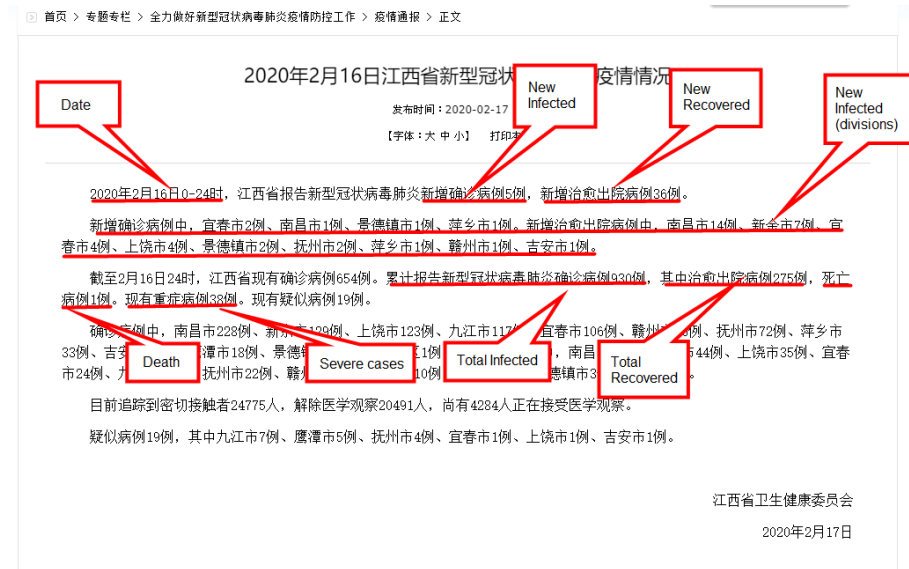 首页 > 专题专栏 > 全力做好新型冠状病毒肺炎疫情防控工作 > 疫情通报 > 正文
2020年2月16日江西省新型冠状 疫情情况
Date
New
Infected
New
Recovered
New
Infected
(divisions)
发布时间：2020-02-17
【字体：大 中 小】 打印本
2020年2月16日0-24时，江西省报告新型冠状病毒肺炎新增确诊病例5例，新增治愈出院病例36例。
新增确诊病例中，宜春市2例、南昌市1例、景德镇市1例、萍乡市1例。新增治愈出院病例中，南昌市14例、新余市7例、宜
春市4例、上饶市4例、景德镇市2例、抚州市2例、萍乡市1例、赣州市1例、吉安市1例。
截至2月16日24时，江西省现有确诊病例654例。累计报告新型冠状病毒肺炎确诊病例930例，其中治愈出院病例275例，死亡
病例1例。现有重症病例38例。现有疑似病例19例。
确诊病例中，南昌市228例、新 129例、上饶市123例、九江市117 宜春市106例、赣州 例、抚州市72例、萍乡市
33例、吉安 鹰潭市18例、景德 1例 ，南昌 市44例、上饶市35例、宜春
市24例、 抚州市22例、赣 10例 德镇市3
Death
Severe cases
Total Infected
Total
Recovered
目前追踪到密切接触者24775人，解除医学观察20491人，尚有4284人正在接受医学观察。
疑似病例19例，其中九江市7例、鹰潭市5例、抚州市4例、宜春市1例、上饶市1例、吉安市1例。
江西省卫生健康委员会
2020年2月17日